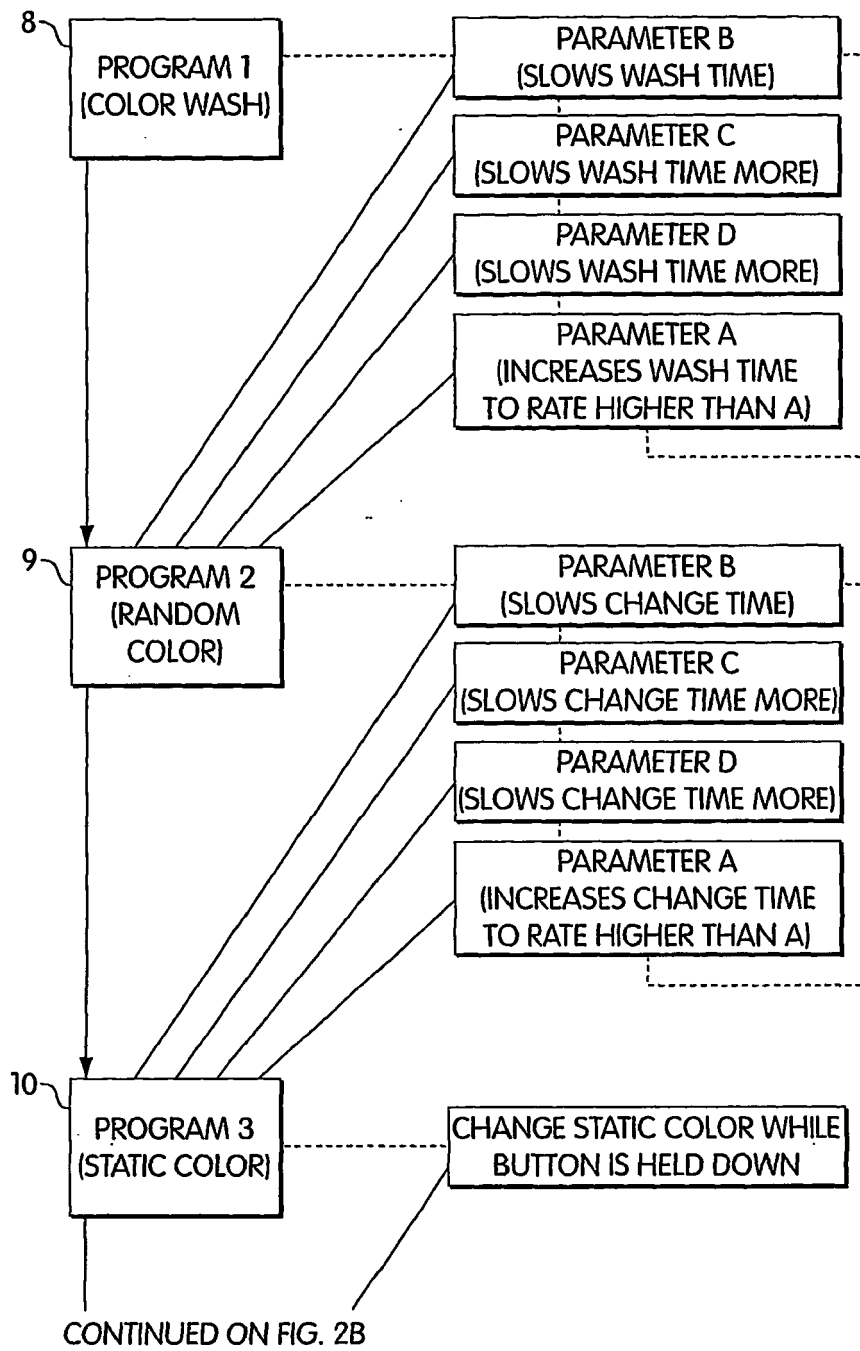 8
PROGRAM 1
(COLOR WASH)
PARAMETER B
(SLOWS WASH TIME)
PARAMETER C
(SLOWS WASH TIME MORE)
PARAMETER D
(SLOWS WASH TIME MORE)
PARAMETER A
(INCREASES WASH TIME
TO RATE HIGHER THAN A)
9
PROGRAM 2
(RANDOM
COLOR)
PARAMETER B
(SLOWS CHANGE TIME)
PARAMETER C
(SLOWS CHANGE TIME MORE)
PARAMETER D
(SLOWS CHANGE TIME MORE)
PARAMETER A
(INCREASES CHANGE TIME
TO RATE HIGHER THAN A)
10
PROGRAM 3
(STATIC COLOR)
CHANGE STATIC COLOR WHILE
BUTTON IS HELD DOWN
CONTINUED ON FIG. 2B